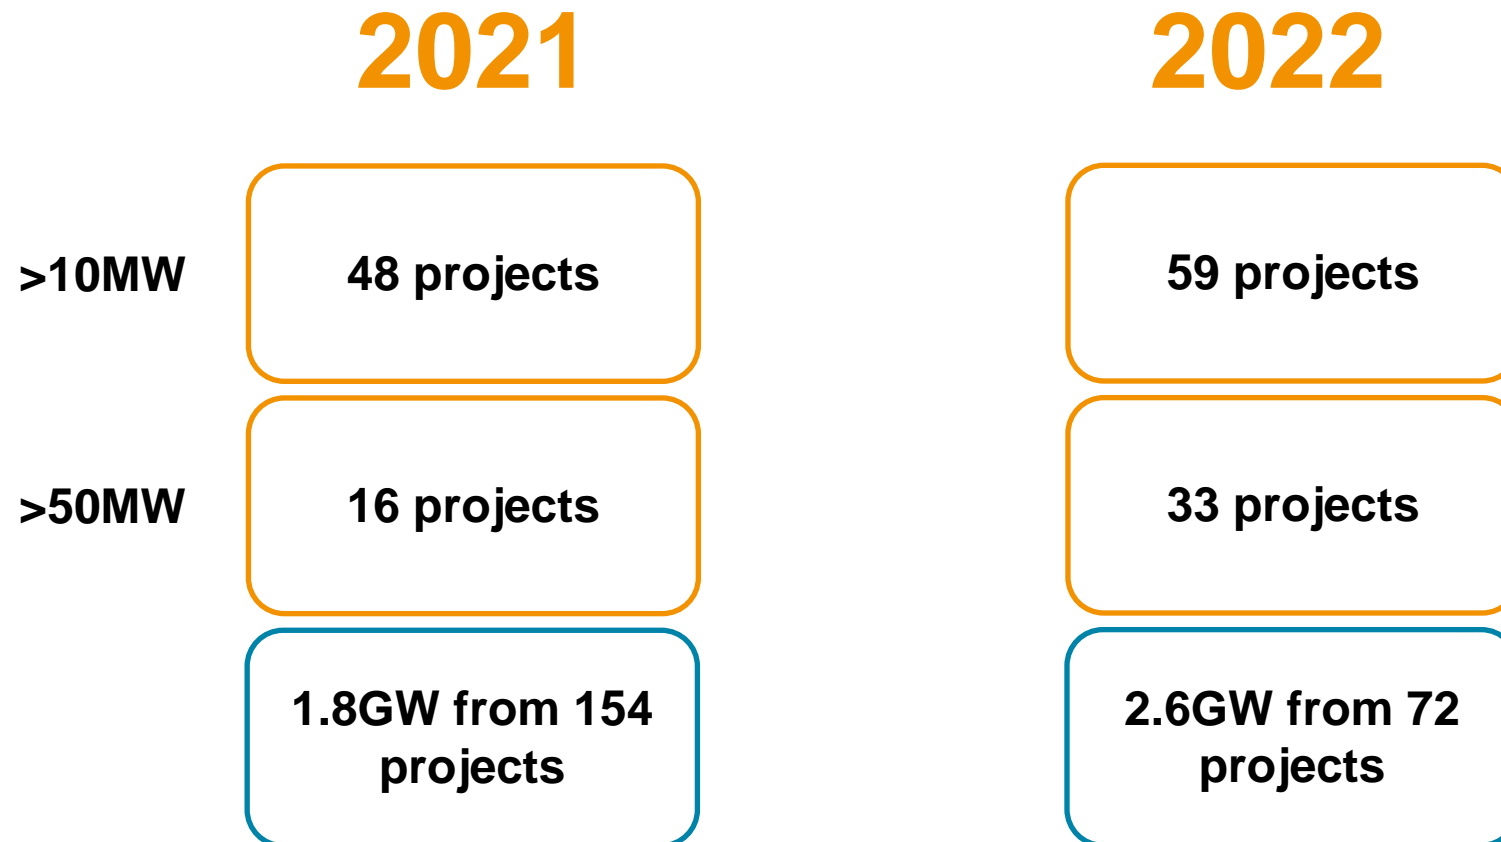 2021 2022
>10MW 48 projects 59 projects
>50MW 16 projects 33 projects
1.8GW from 154
projects
2.6GW from 72
projects